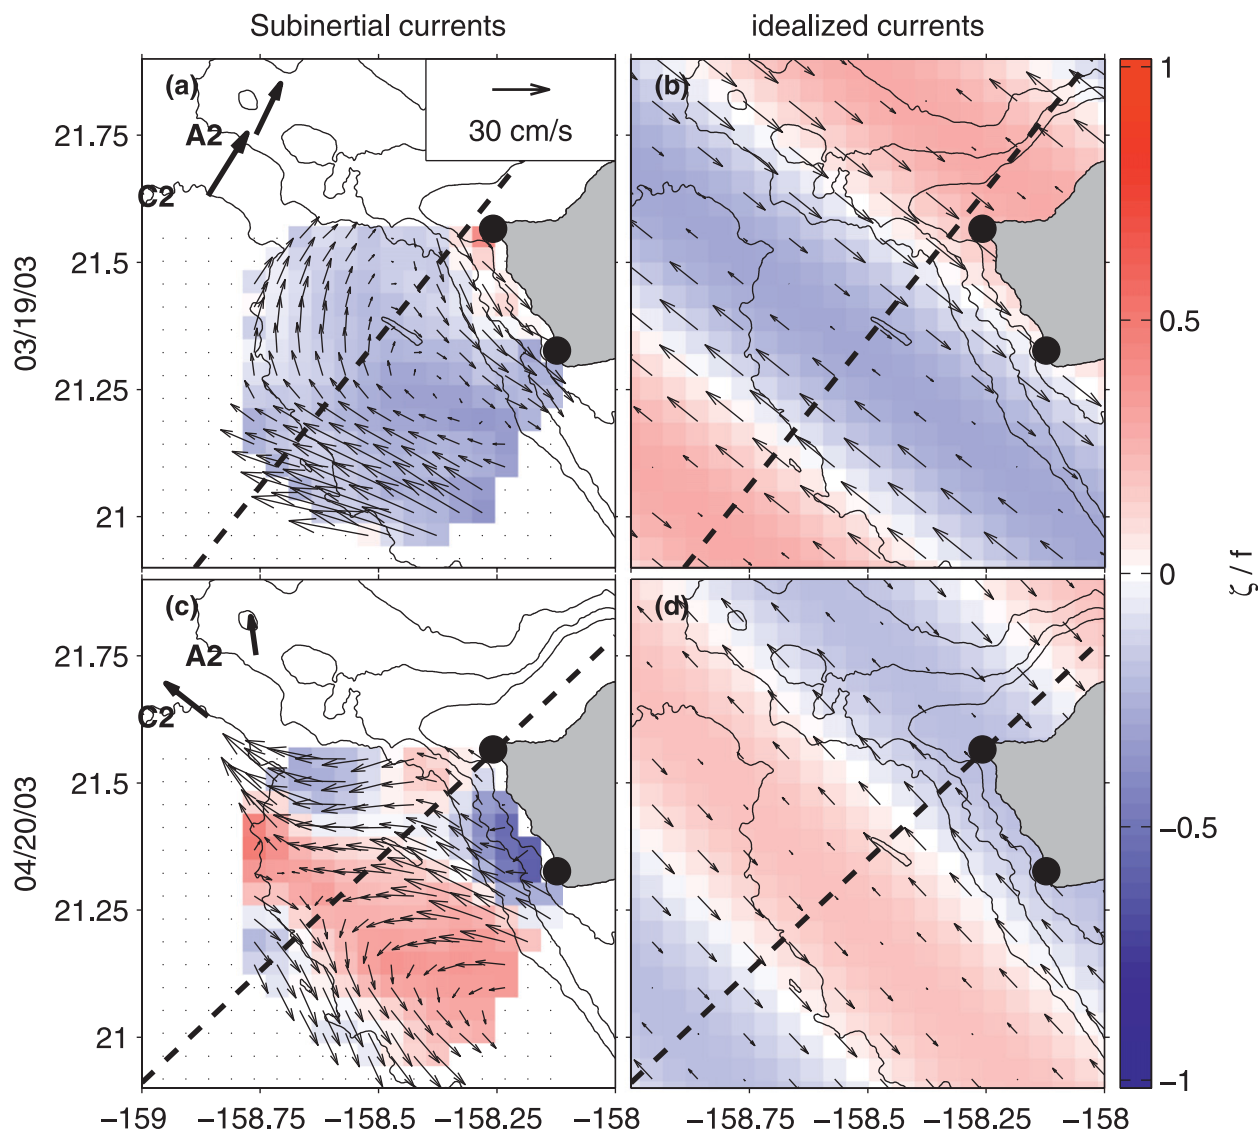 Subinertial currents
idealized currents
(a)
30 cm/s
A2
C2
(b)
03/19/03
21.75
21.5
21.25
21
(c)
A2
C2
(d)
04/20/03
21.75
21.5
21.25
21
−159
−158.75
−158.5
−158.25
−158
−158.75
−158.5
−158.25
−158
1
0.5
0
−0.5
−1
ζ / f